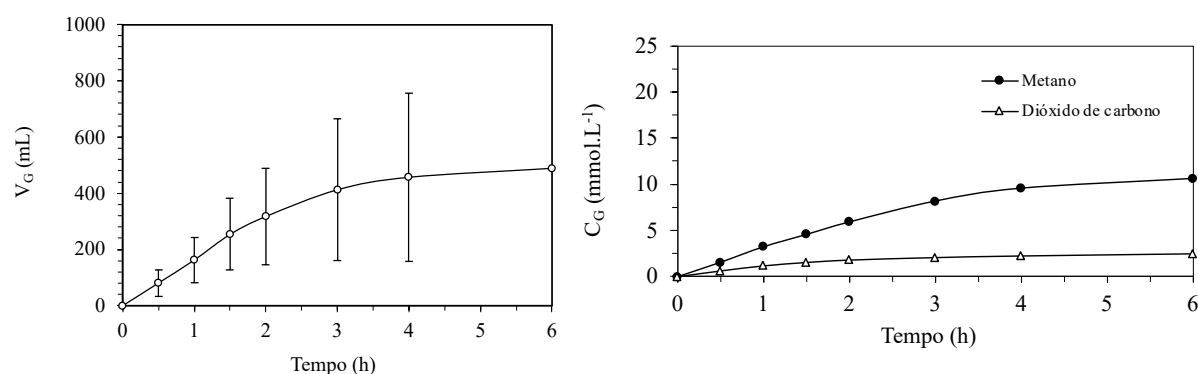 1000
800
600
400
200
0
V_G (mL)
0 1 2 3 4 5 6
Tempo (h)
25
20
15
10
5
0
C_G (mmol.L⁻¹)
Metano
Dióxido de carbono
0 1 2 3 4 5 6
Tempo (h)